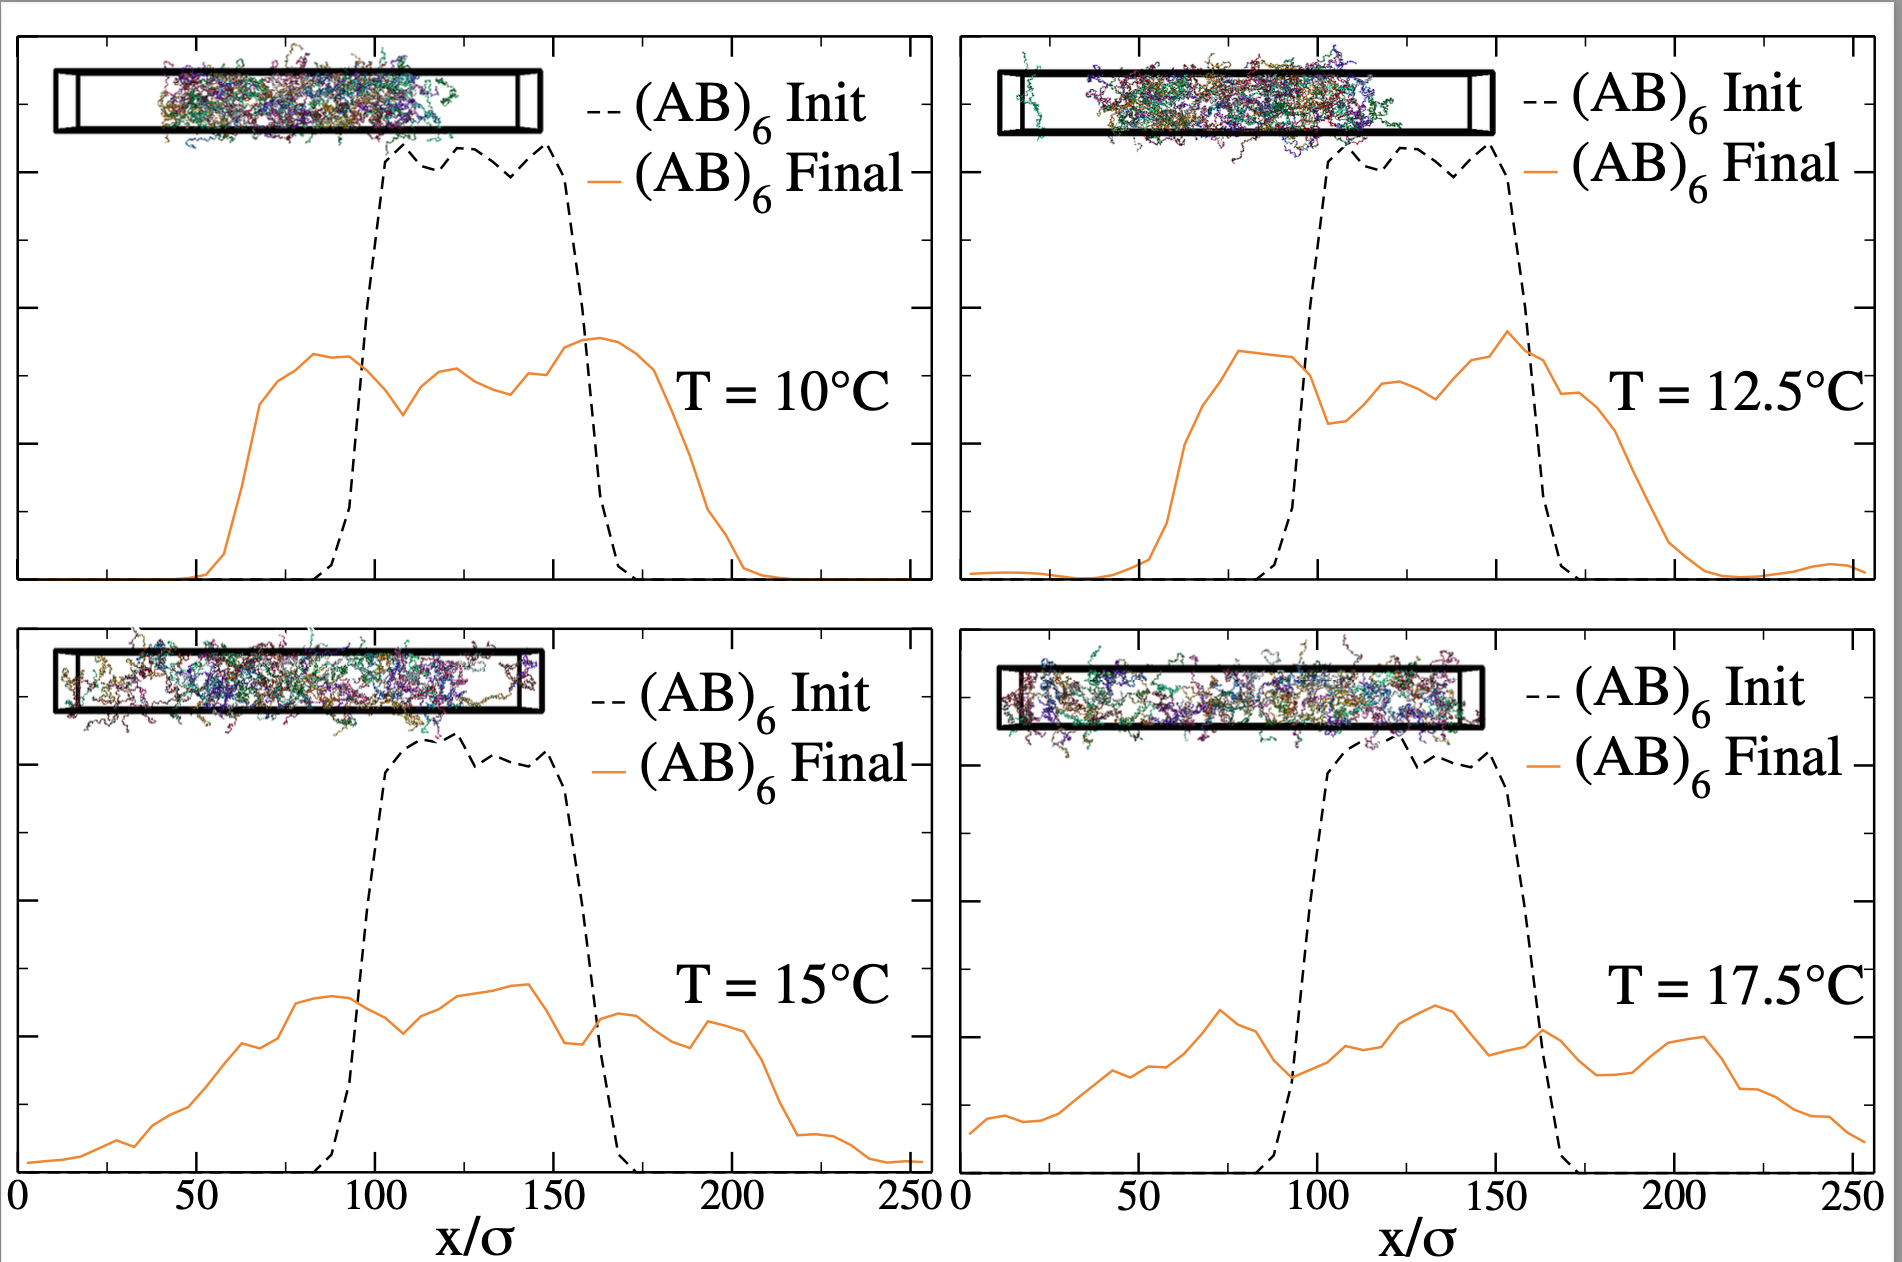 (AB)6 Init
(AB)6 Final
T = 10°C
(AB)6 Init
(AB)6 Final
T = 12.5°C
(AB)6 Init
(AB)6 Final
T = 15°C
0 50 100 150 200 250
x/σ
(AB)6 Init
(AB)6 Final
T = 17.5°C
0 50 100 150 200 250
x/σ